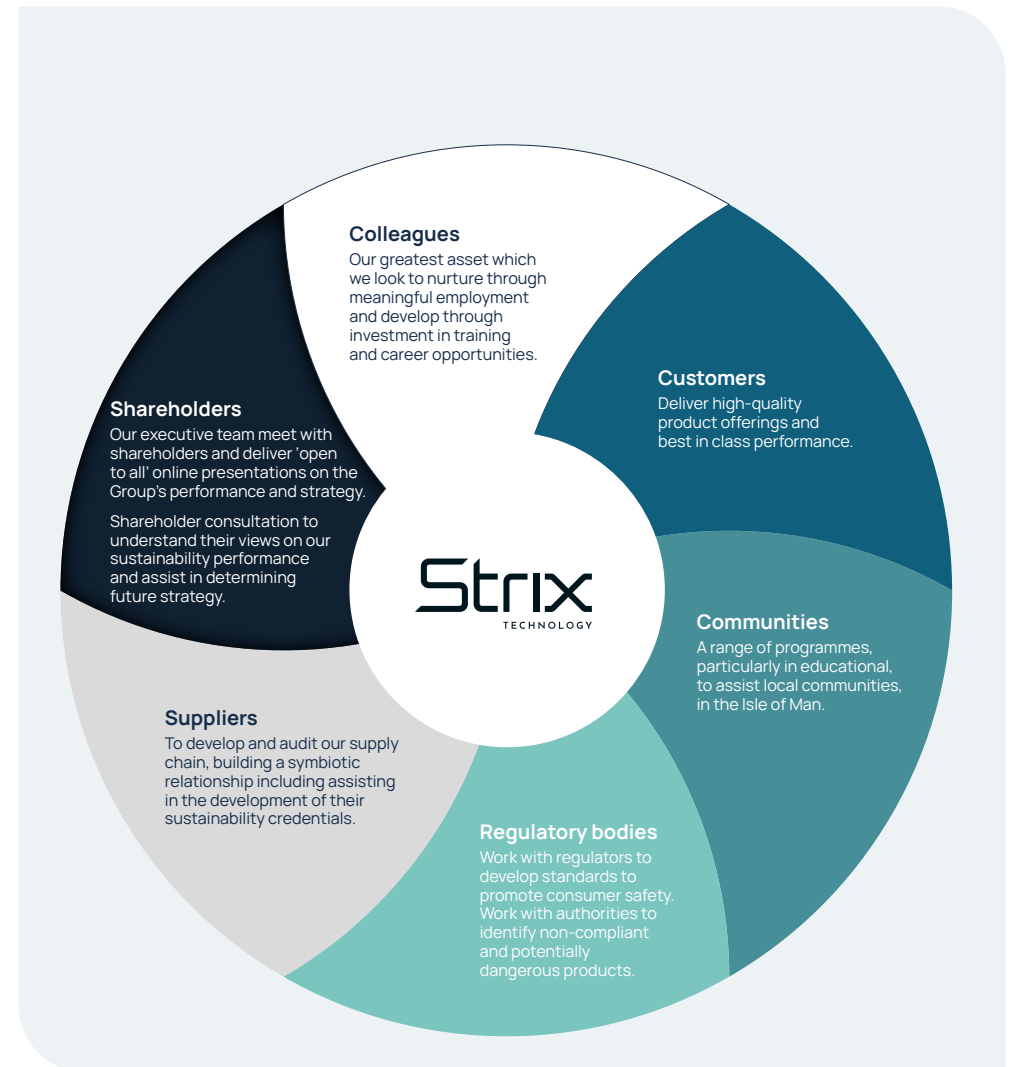 Colleagues
Our greatest asset which
we look to nurture through
meaningful employment
and develop through
investment in training
and career opportunities.
Customers
Deliver high-quality
product offerings and
best in class performance.
Shareholders
Our executive team meet with
shareholders and deliver ‘open
to all’ online presentations on the
Group’s performance and strategy.
Shareholder consultation to
understand their views on our
sustainability performance
and assist in determining
future strategy.
Strix
TECHNOLOGY
Communities
A range of programmes,
particularly in educational,
to assist local communities,
in the Isle of Man.
Suppliers
To develop and audit our supply
chain, building a symbiotic
relationship including assisting
in the development of their
sustainability credentials.
Regulatory bodies
Work with regulators to
develop standards to
promote consumer safety.
Work with authorities to
identify non-compliant
and potentially
dangerous products.